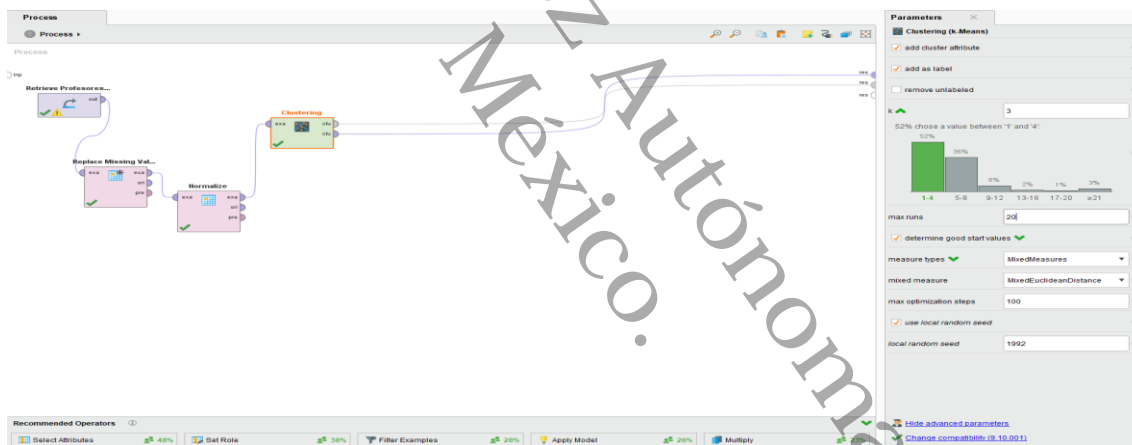 Process
Process ▸
Process
inp
Retrieve Profesores...
out
Replace Missing Val...
exa
exa
ori
pre
Normalize
exa
exa
ori
pre
Clustering
exa
clu
clu
res
res
res
z Autónoma
México.
Recommended Operators
Select Attributes 48%
Set Role 38%
Filter Examples 28%
Apply Model 26%
Multiply
Parameters
Clustering (k-Means)
add cluster attribute
add as label
remove unlabeled
k 3
52% chose a value between '1' and '4':
52%
36%
6%
2%
1%
3%
1-4 5-8 9-12 13-16 17-20 ≥21
max runs 20
determine good start values
measure types MixedMeasures
mixed measure MixedEuclideanDistance
max optimization steps 100
use local random seed
local random seed 1992
Hide advanced parameters
Change compatibility (9.10.001)